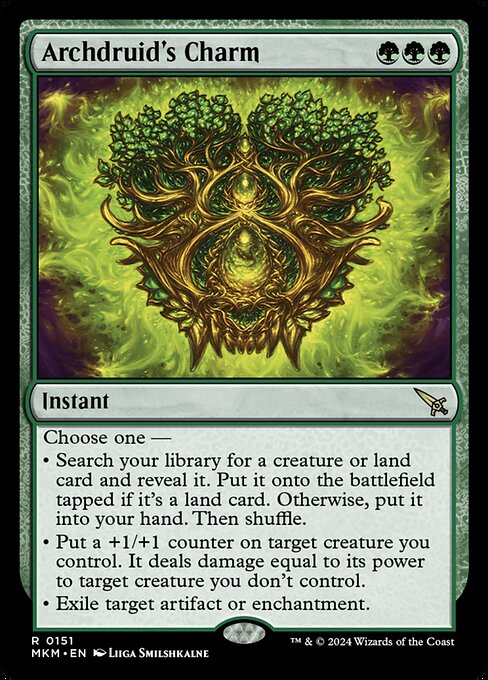 Archdruid's Charm
Instant
Choose one —
• Search your library for a creature or land
card and reveal it. Put it onto the battlefield
tapped if it's a land card. Otherwise, put it
into your hand. Then shuffle.
• Put a +1/+1 counter on target creature you
control. It deals damage equal to its power
to target creature you don't control.
• Exile target artifact or enchantment.
R 0151
MKM • EN Liiga Smilshkalne
™ & © 2024 Wizards of the Coast